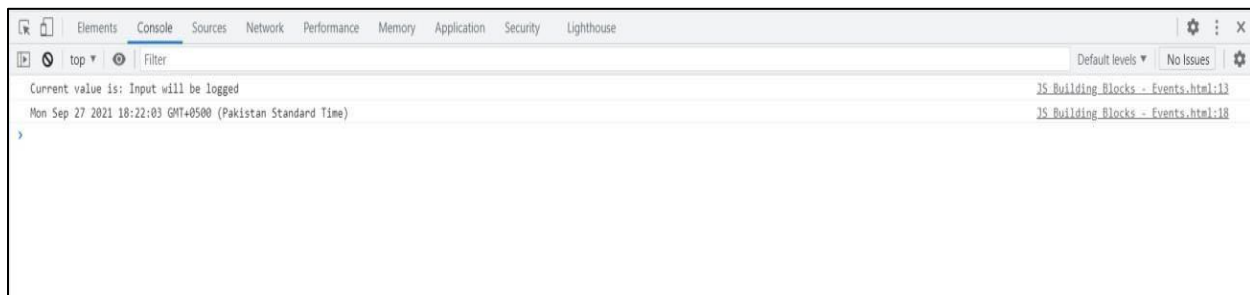 Elements Console Sources Network Performance Memory Application Security Lighthouse
top Filter Default levels No Issues
Current value is: Input will be logged JS Building Blocks - Events.html:13
Mon Sep 27 2021 18:22:03 GMT+0500 (Pakistan Standard Time) JS Building Blocks - Events.html:18